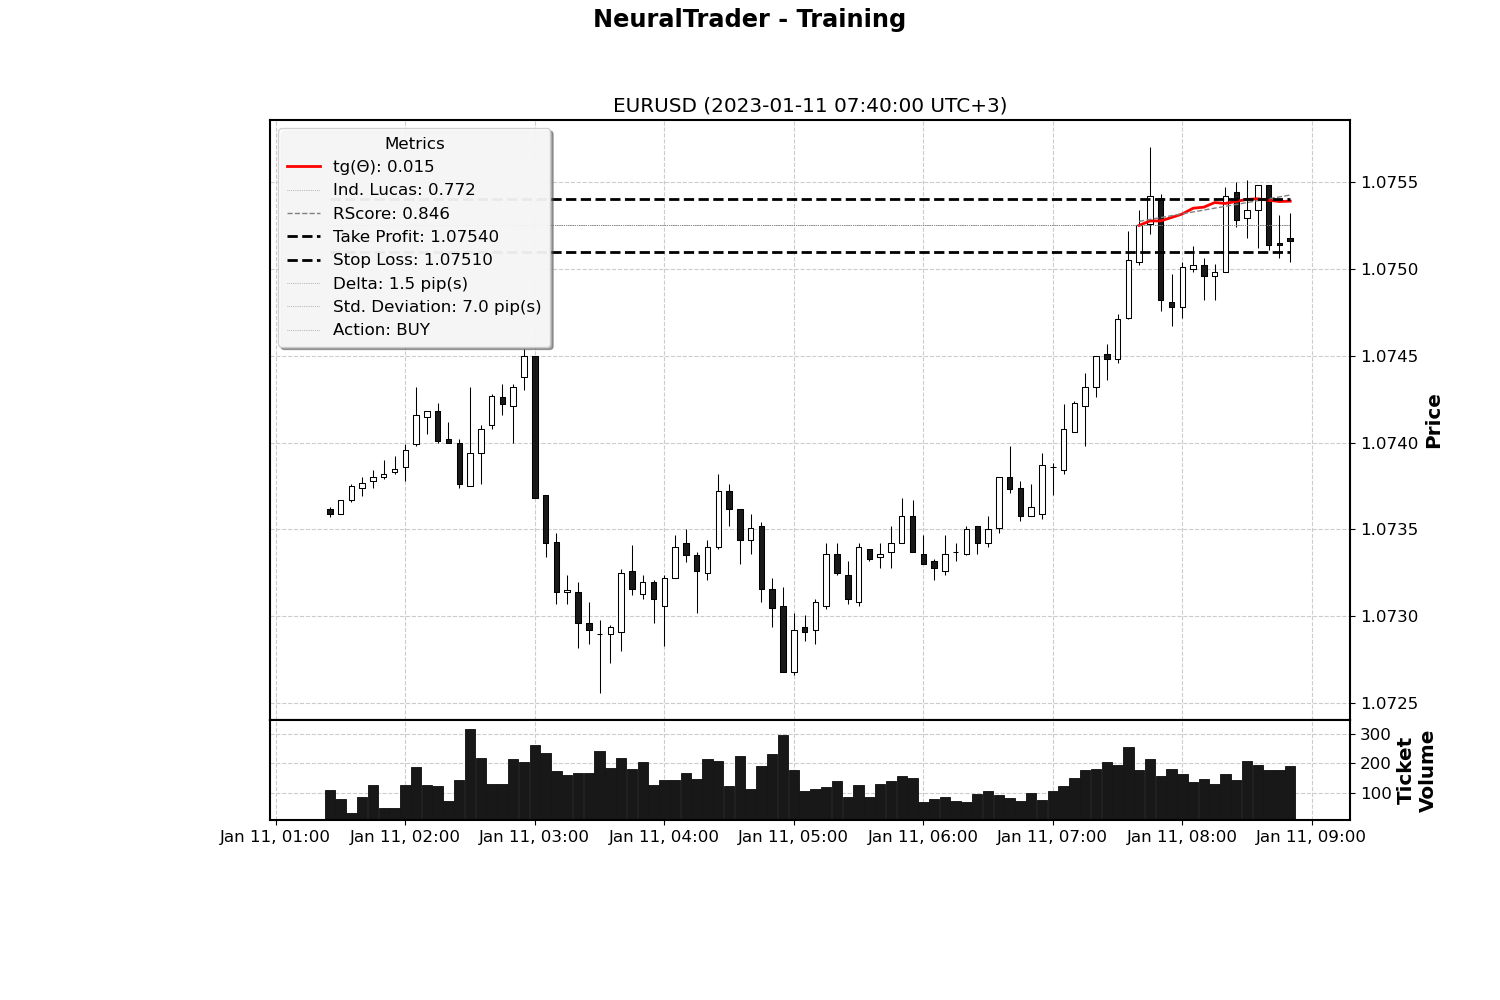 NeuralTrader - Training
EURUSD (2023-01-11 07:40:00 UTC+3)
Metrics
tg(Θ): 0.015
Ind. Lucas: 0.772
RScore: 0.846
Take Profit: 1.07540
Stop Loss: 1.07510
Delta: 1.5 pip(s)
Std. Deviation: 7.0 pip(s)
Action: BUY
1.0755
1.0750
1.0745
1.0740
1.0735
1.0730
1.0725
Price
300
200
100
Ticket
Volume
Jan 11, 01:00 Jan 11, 02:00 Jan 11, 03:00 Jan 11, 04:00 Jan 11, 05:00 Jan 11, 06:00 Jan 11, 07:00 Jan 11, 08:00 Jan 11, 09:00